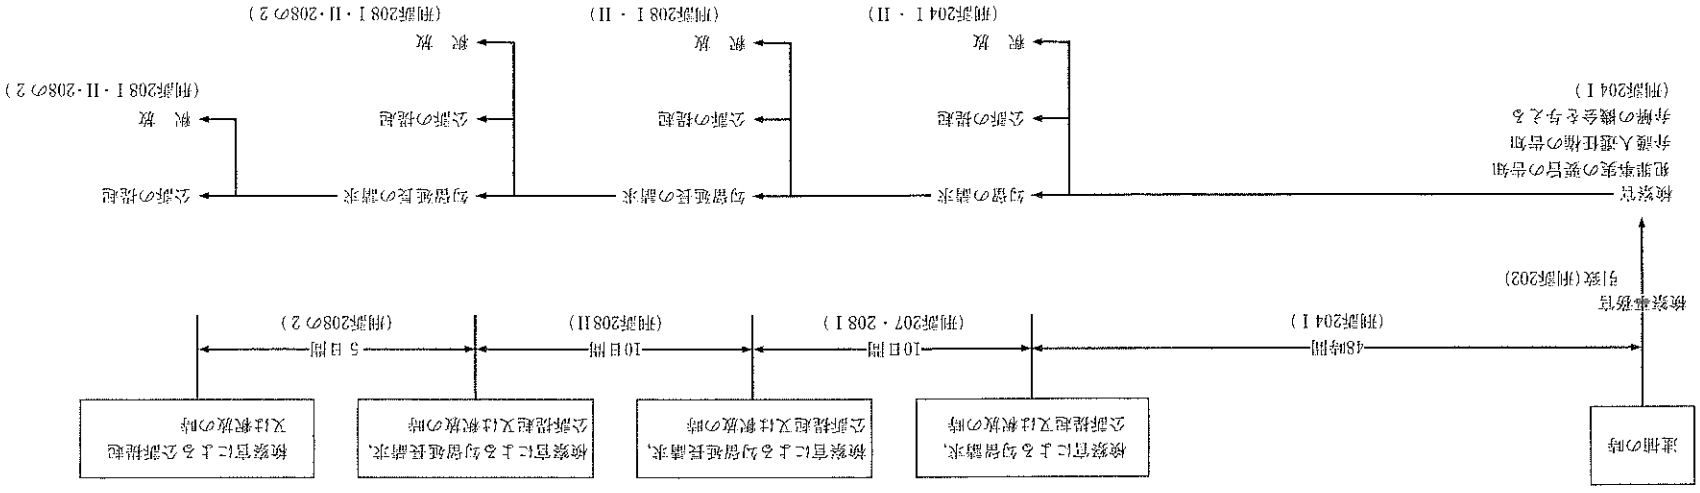 逮捕の時
検察官による勾留請求、
公訴提起又は釈放の時
検察官による勾留延長請求、
公訴提起又は釈放の時
検察官による勾留延長請求、
公訴提起又は釈放の時
検察官による公訴提起
又は釈放の時
48時間
(刑訴204Ⅰ)
10日間
(刑訴207・208Ⅰ)
10日間
(刑訴208Ⅱ)
5日間
(刑訴208の2)
検察事務官
引致(刑訴202)
検察官
犯罪事実の要旨の告知
弁護人選任権の告知
弁解の機会を与える
(刑訴204Ⅰ)
勾留の請求
公訴の提起
釈 放
(刑訴204Ⅰ・Ⅱ)
勾留延長の請求
公訴の提起
釈 放
(刑訴208Ⅰ・Ⅱ)
勾留延長の請求
公訴の提起
釈 放
(刑訴208Ⅰ・Ⅱ・208の2)
公訴の提起
釈 放
(刑訴208Ⅰ・Ⅱ・208の2)